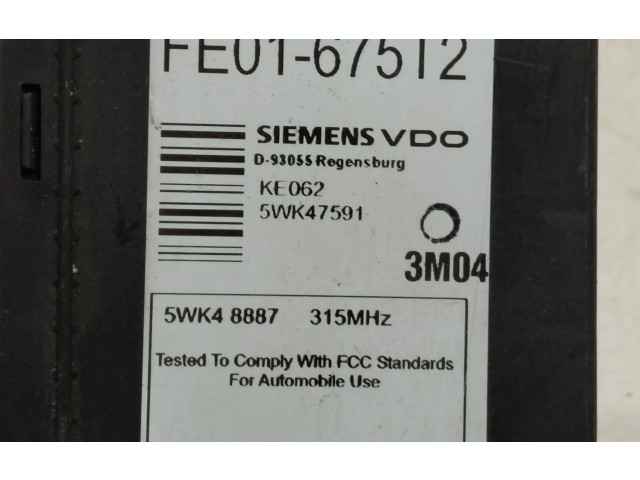 FE01-675T2
SIEMENS VDO
D-93055 Regensburg
KE062
5WK47591
3M04
5WK4 8887 315MHz
Tested To Comply With FCC Standards
For Automobile Use